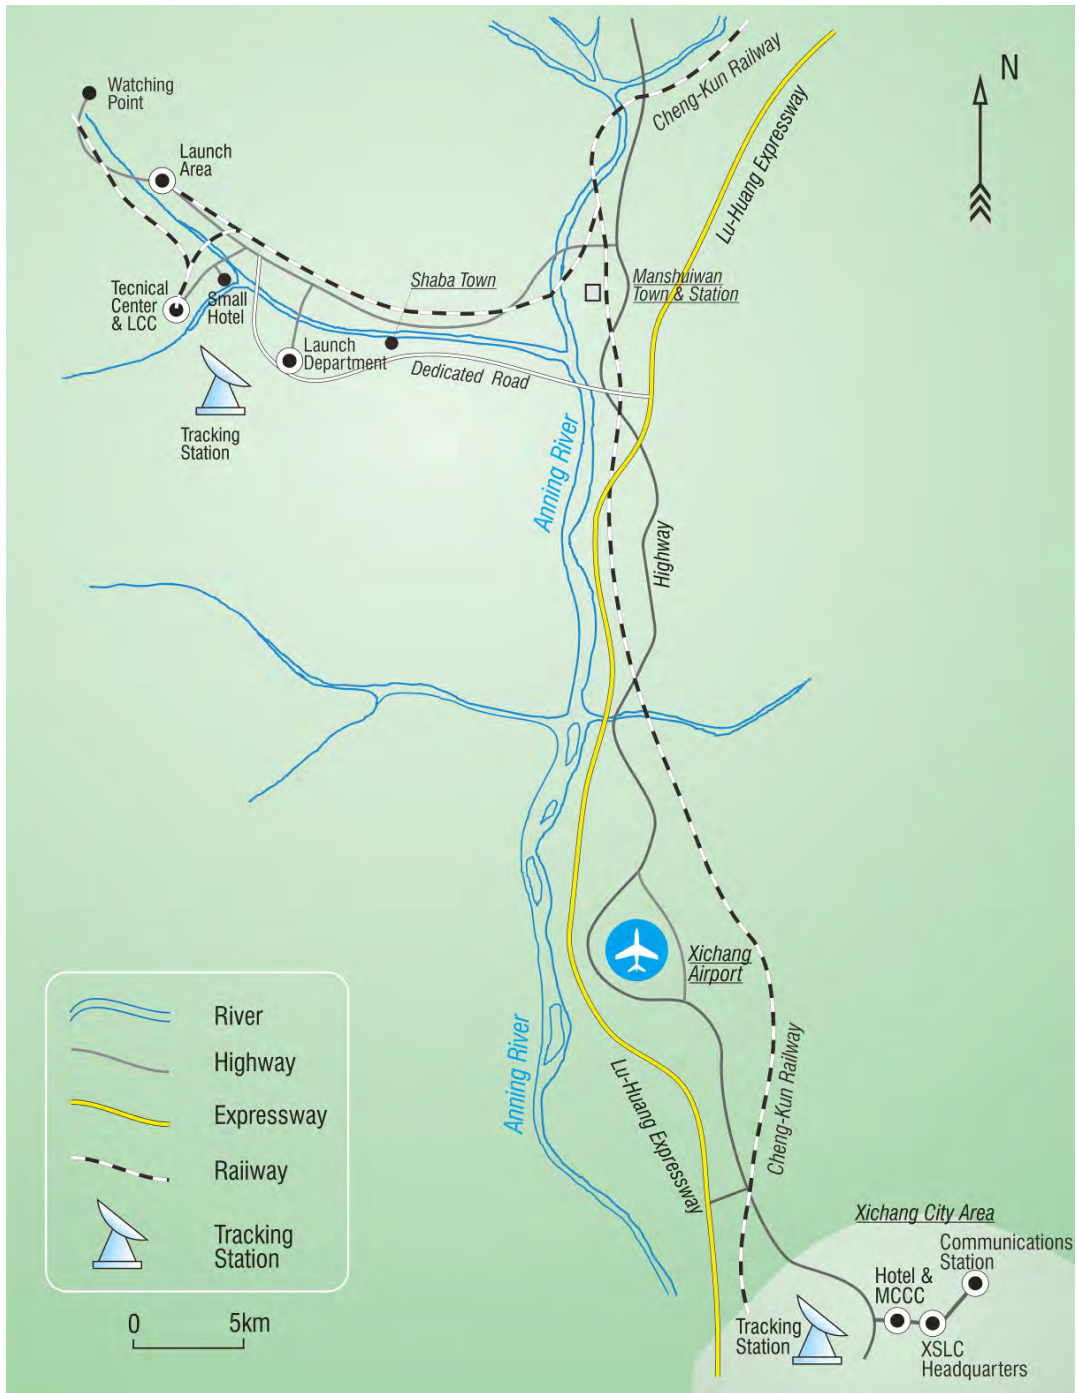 N
Cheng-Kun Railway
Lu-Huang Expressway
Watching
Point
Launch
Area
Shaba Town
Manshuiwan
Town & Station
Tecnical
Center
& LCC
Small
Hotel
Launch
Department
Dedicated Road
Tracking
Station
Anning River
Highway
Xichang
Airport
Anning River
Lu-Huang Expressway
Cheng-Kun Railway
River
Highway
Expressway
Raiiway
Tracking
Station
0 5km
Xichang City Area
Communications
Station
Hotel &
MCCC
Tracking
Station
XSLC
Headquarters